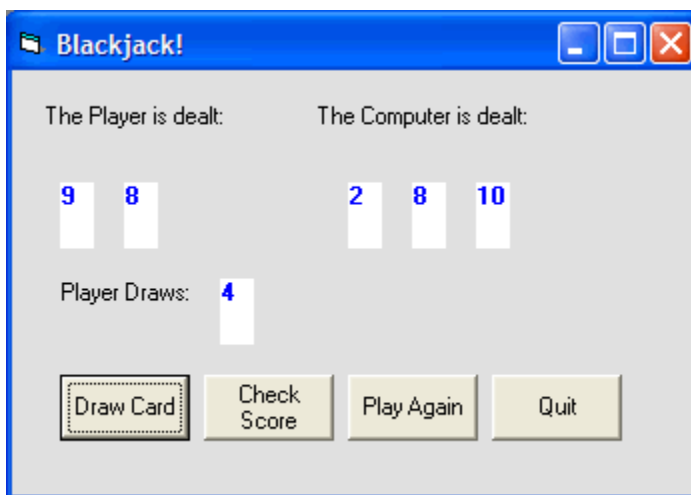 Blackjack!
The Player is dealt: The Computer is dealt:
9 8 2 8 10
Player Draws: 4
Draw Card Check Score Play Again Quit